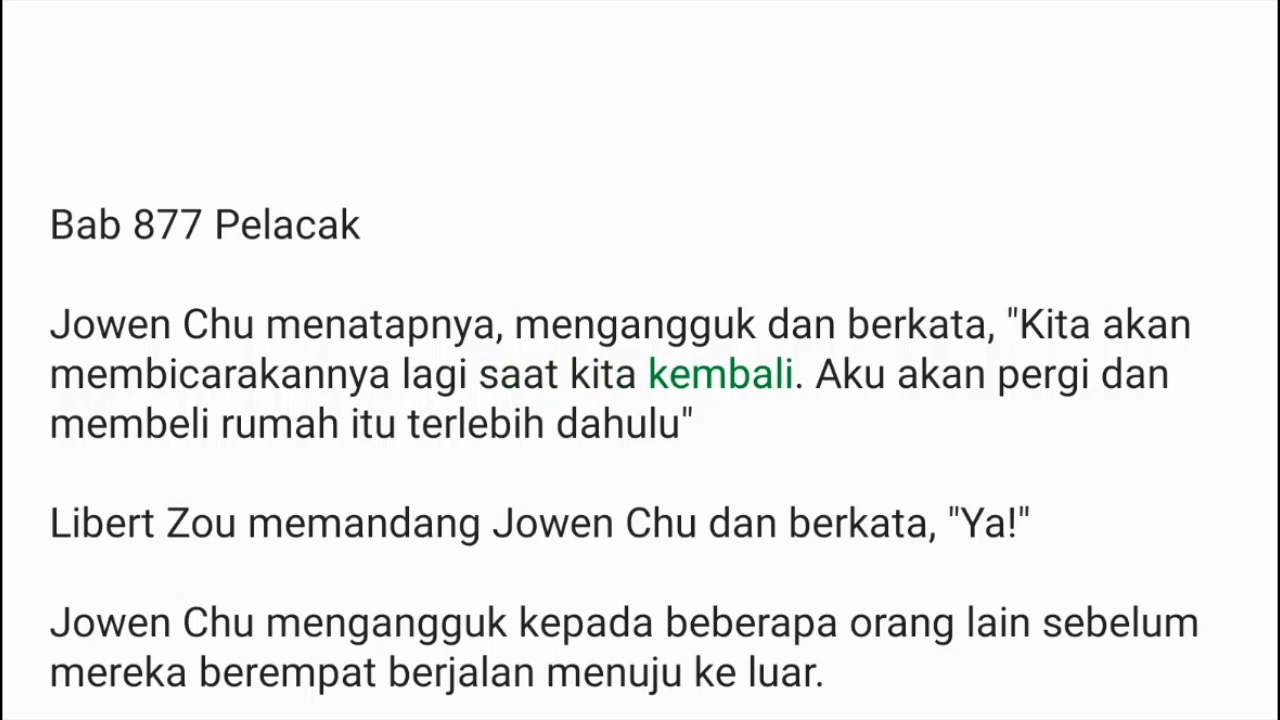 Bab 877 Pelacak
Jowen Chu menatapnya, mengangguk dan berkata, "Kita akan
membicarakannya lagi saat kita kembali. Aku akan pergi dan
membeli rumah itu terlebih dahulu"
Libert Zou memandang Jowen Chu dan berkata, "Ya!"
Jowen Chu mengangguk kepada beberapa orang lain sebelum
mereka berempat berjalan menuju ke luar.